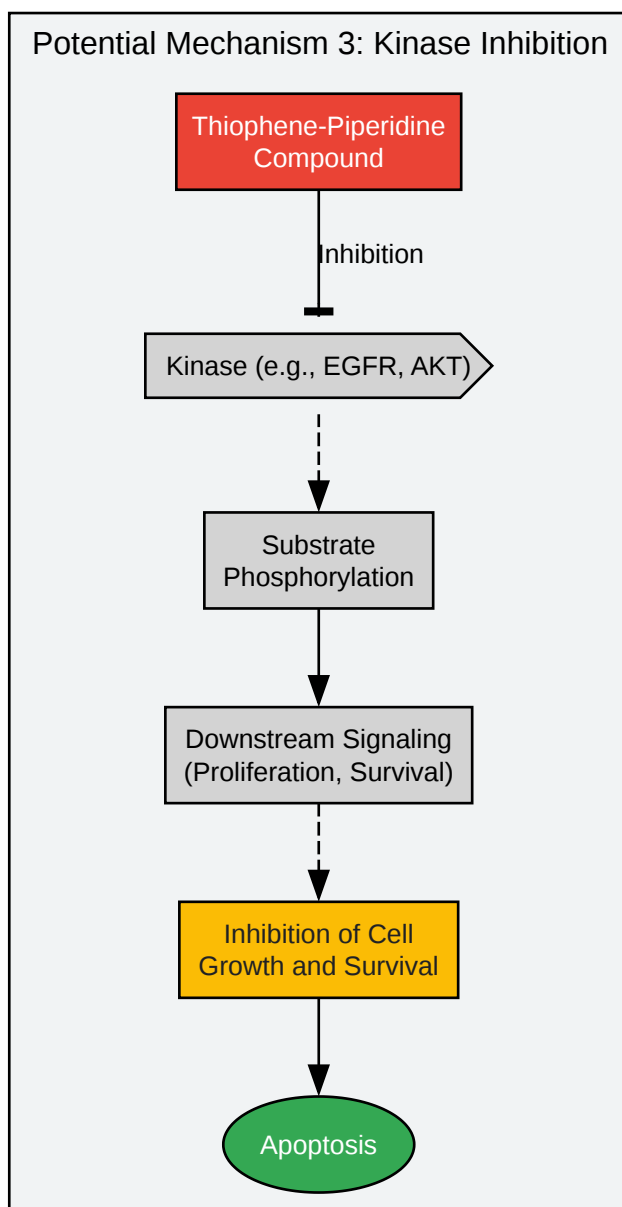 Potential Mechanism 3: Kinase Inhibition
Thiophene-Piperidine
Compound
Inhibition
Kinase (e.g., EGFR, AKT)
Substrate
Phosphorylation
Downstream Signaling
(Proliferation, Survival)
Inhibition of Cell
Growth and Survival
Apoptosis